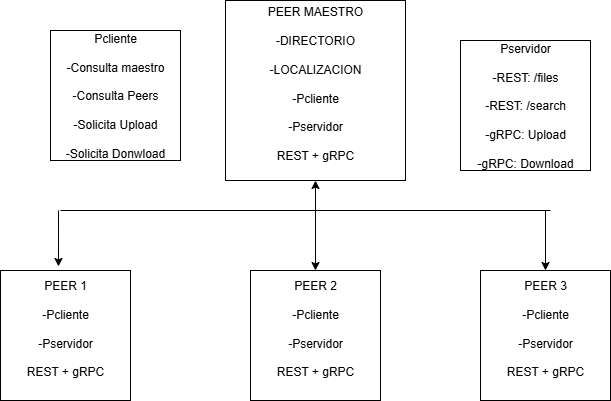 Pcliente
-Consulta maestro
-Consulta Peers
-Solicita Upload
-Solicita Donwload
PEER MAESTRO
-DIRECTORIO
-LOCALIZACION
-Pcliente
-Pservidor
REST + gRPC
Pservidor
-REST: /files
-REST: /search
-gRPC: Upload
-gRPC: Download
PEER 1
-Pcliente
-Pservidor
REST + gRPC
PEER 2
-Pcliente
-Pservidor
REST + gRPC
PEER 3
-Pcliente
-Pservidor
REST + gRPC